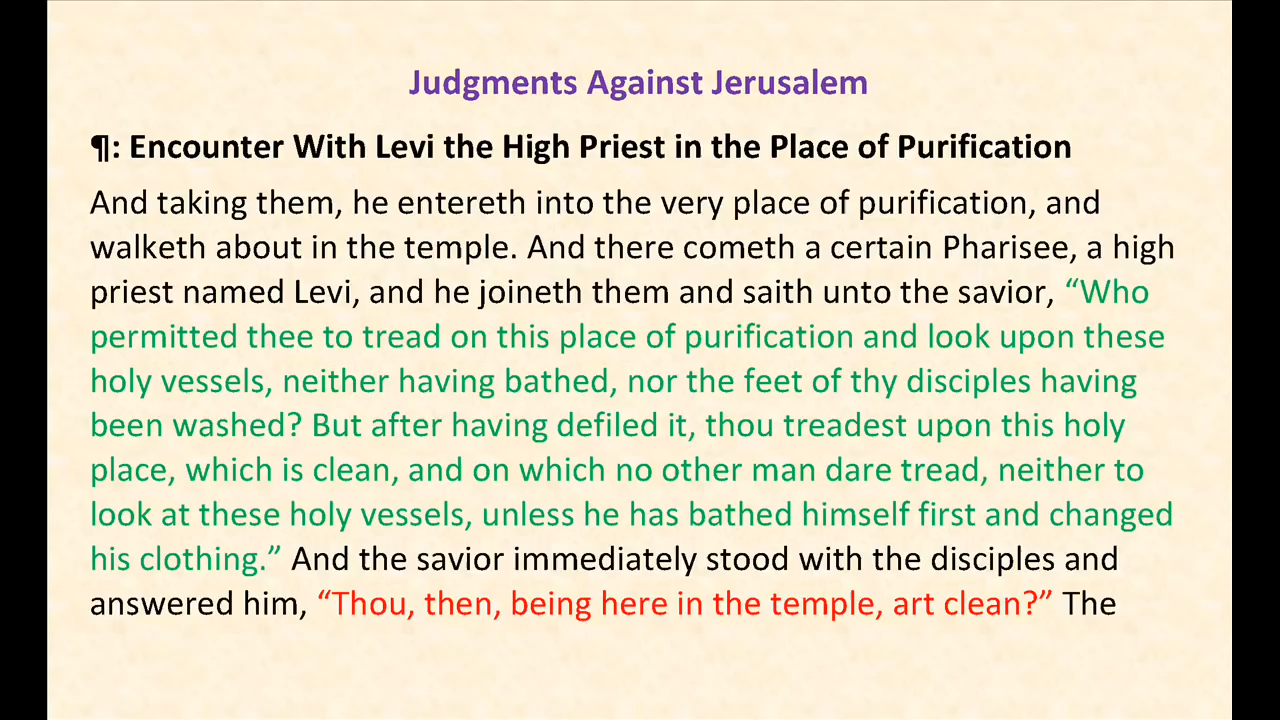 Judgments Against Jerusalem
¶: Encounter With Levi the High Priest in the Place of Purification
And taking them, he entereth into the very place of purification, and
walketh about in the temple. And there cometh a certain Pharisee, a high
priest named Levi, and he joineth them and saith unto the savior, “Who
permitted thee to tread on this place of purification and look upon these
holy vessels, neither having bathed, nor the feet of thy disciples having
been washed? But after having defiled it, thou treadest upon this holy
place, which is clean, and on which no other man dare tread, neither to
look at these holy vessels, unless he has bathed himself first and changed
his clothing.” And the savior immediately stood with the disciples and
answered him, “Thou, then, being here in the temple, art clean?” The